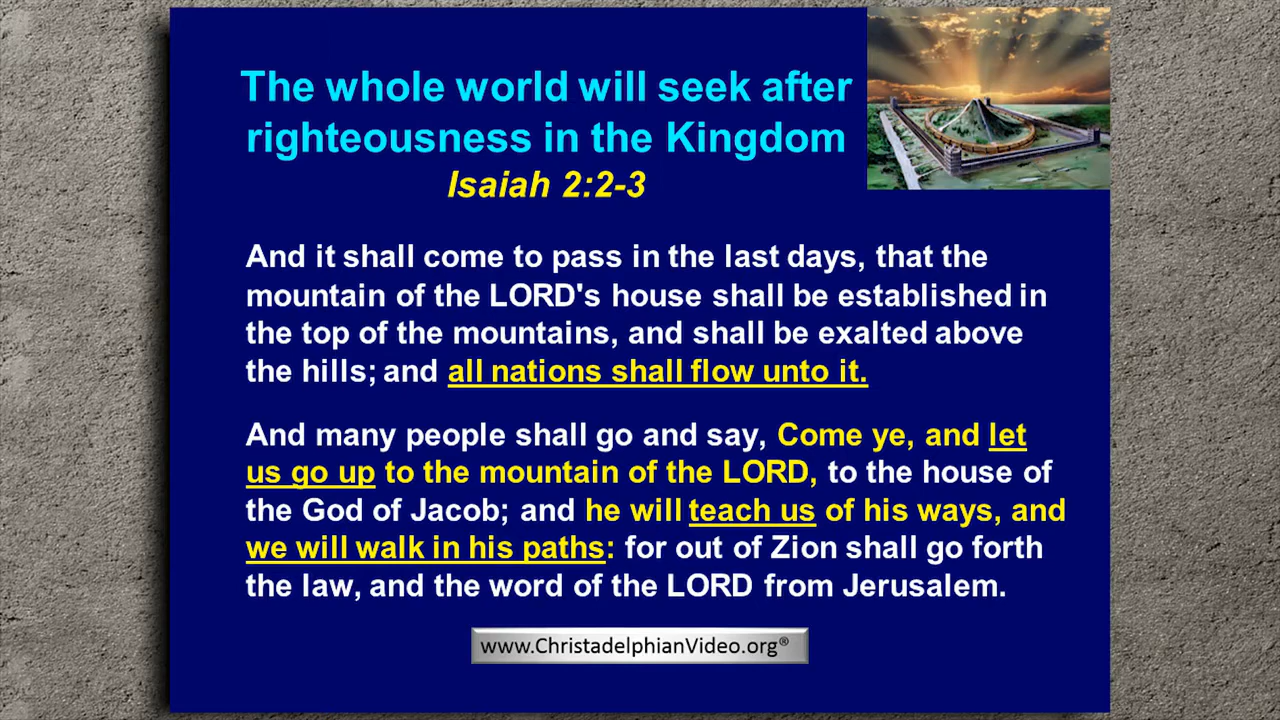 The whole world will seek after
righteousness in the Kingdom
Isaiah 2:2-3
And it shall come to pass in the last days, that the
mountain of the LORD's house shall be established in
the top of the mountains, and shall be exalted above
the hills; and all nations shall flow unto it.
And many people shall go and say, Come ye, and let
us go up to the mountain of the LORD, to the house of
the God of Jacob; and he will teach us of his ways, and
we will walk in his paths: for out of Zion shall go forth
the law, and the word of the LORD from Jerusalem.
www.ChristadelphianVideo.org®